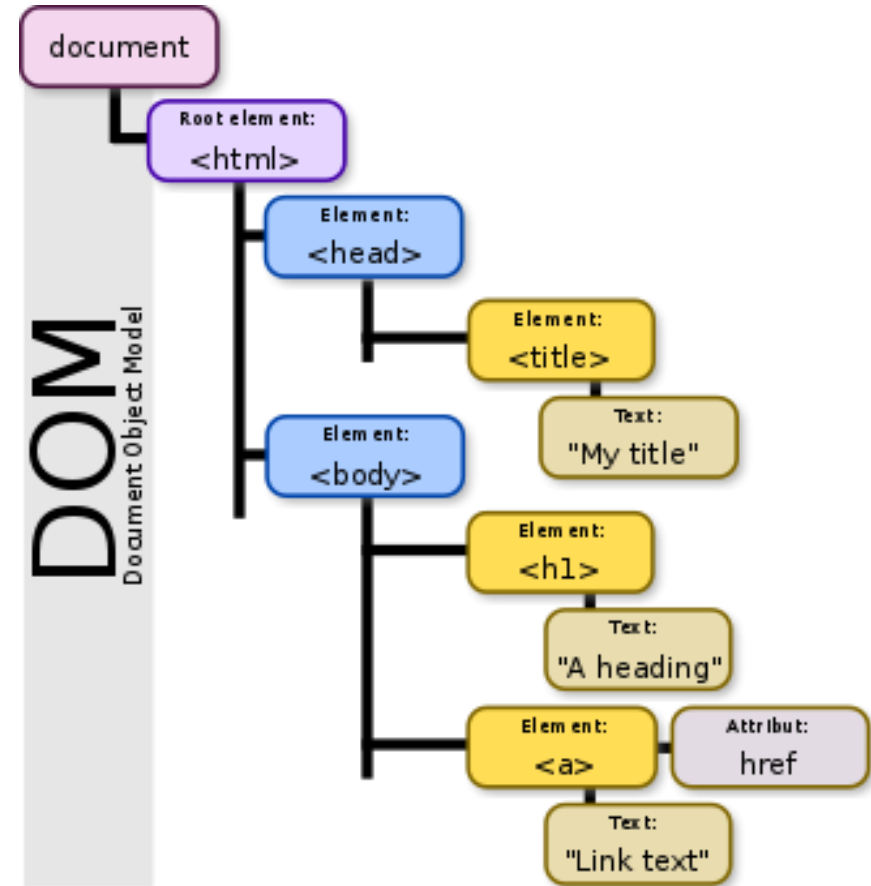 document
Root element:
<html>
Element:
<head>
Element:
<title>
Text:
"My title"
Element:
<body>
Element:
<h1>
Text:
"A heading"
Element:
<a>
Attribut:
href
Text:
"Link text"
DOM
Document Object Model